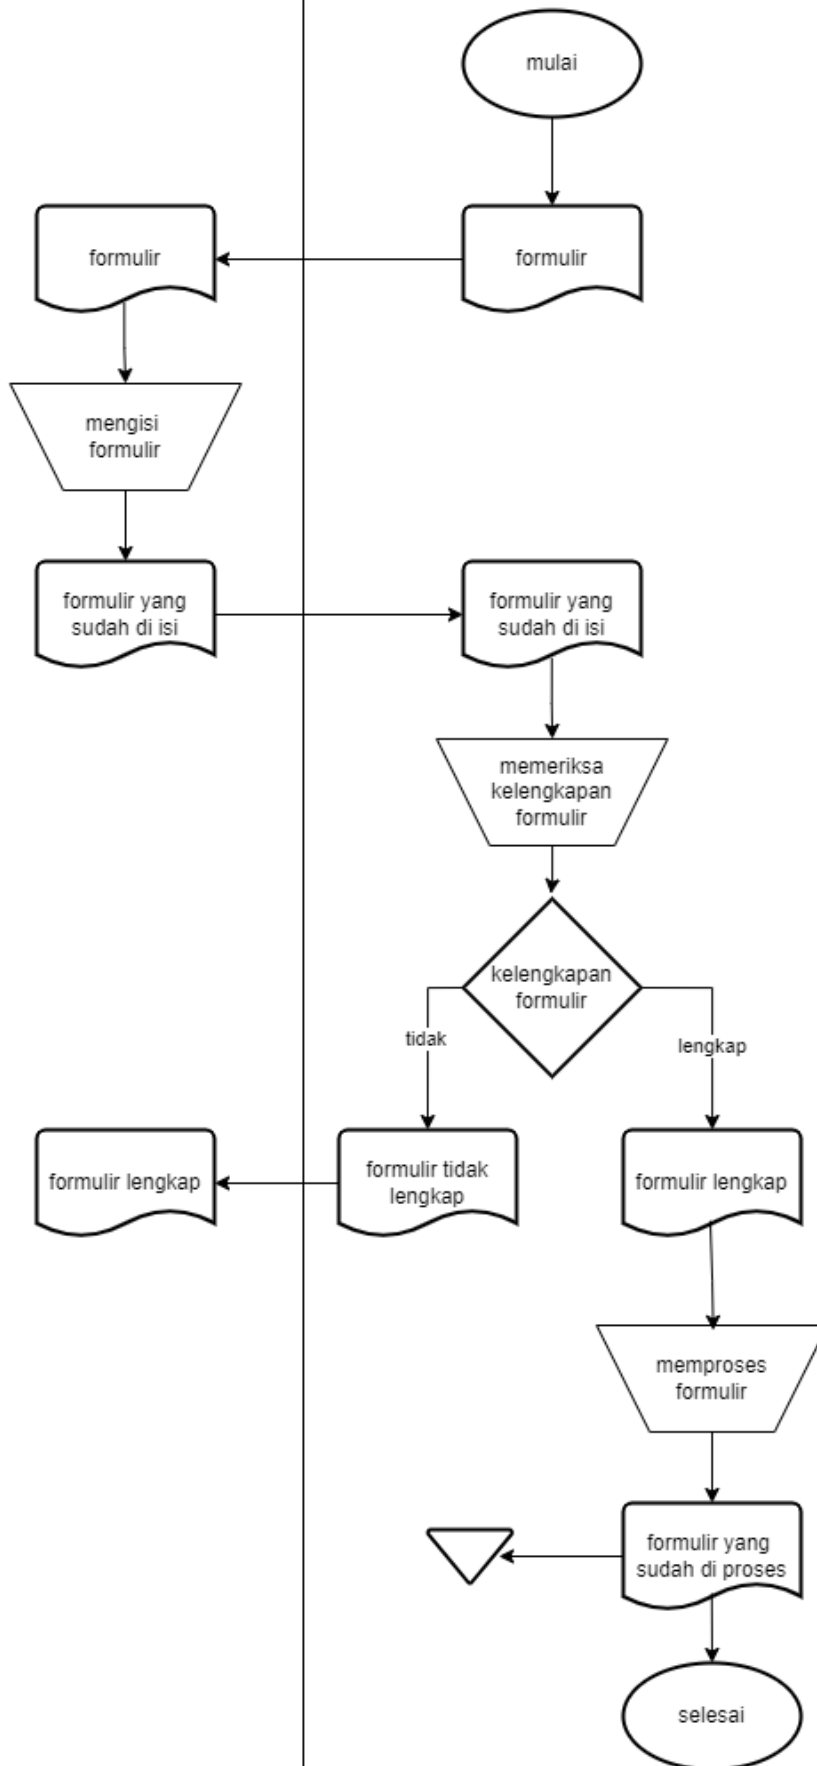 mulai
formulir
formulir
mengisi
formulir
formulir yang
sudah di isi
formulir yang
sudah di isi
memeriksa
kelengkapan
formulir
kelengkapan
formulir
tidak
lengkap
formulir lengkap
formulir tidak
lengkap
formulir lengkap
memproses
formulir
formulir yang
sudah di proses
selesai